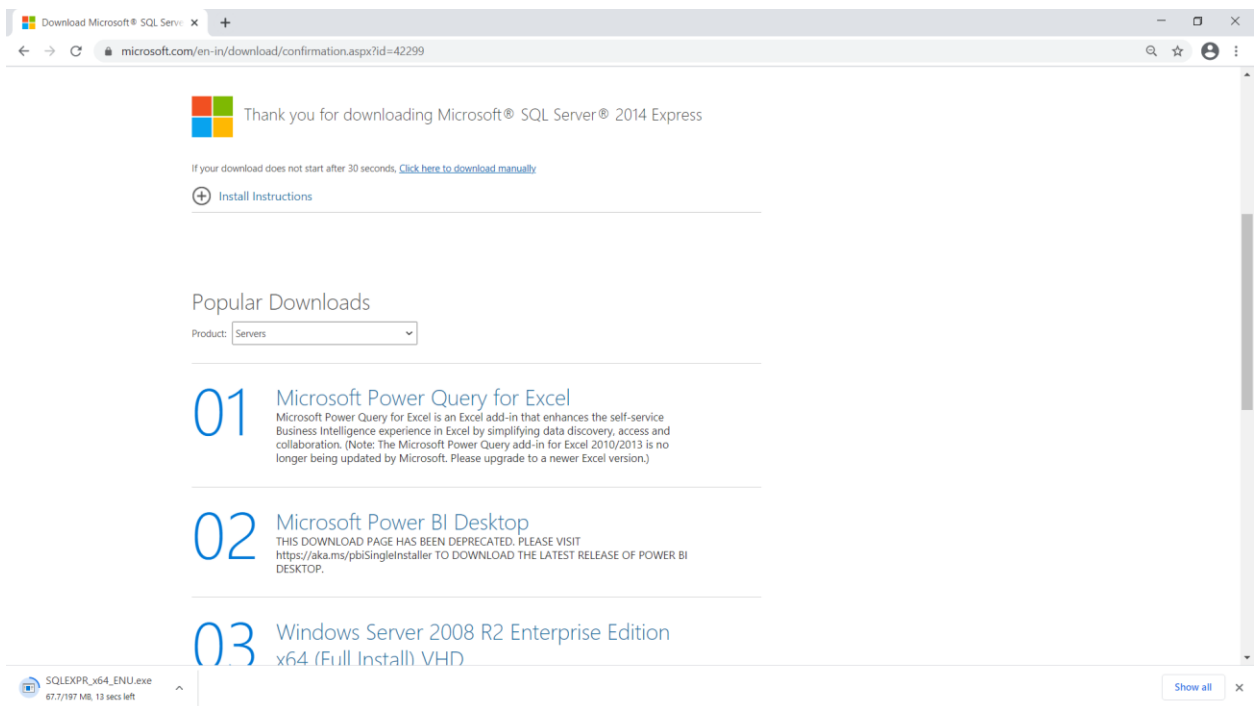 Download Microsoft® SQL Serve
microsoft.com/en-in/download/confirmation.aspx?id=42299
Thank you for downloading Microsoft® SQL Server® 2014 Express
If your download does not start after 30 seconds, Click here to download manually
Install Instructions
Popular Downloads
Product: Servers
01
Microsoft Power Query for Excel
Microsoft Power Query for Excel is an Excel add-in that enhances the self-service
Business Intelligence experience in Excel by simplifying data discovery, access and
collaboration. (Note: The Microsoft Power Query add-in for Excel 2010/2013 is no
longer being updated by Microsoft. Please upgrade to a newer Excel version.)
02
Microsoft Power BI Desktop
THIS DOWNLOAD PAGE HAS BEEN DEPRECATED. PLEASE VISIT
https://aka.ms/pbiSingleInstaller TO DOWNLOAD THE LATEST RELEASE OF POWER BI
DESKTOP.
03
Windows Server 2008 R2 Enterprise Edition
x64 (Full Install) VHD
SQLEXPR_x64_ENU.exe
67.7/197 MB, 13 secs left
Show all